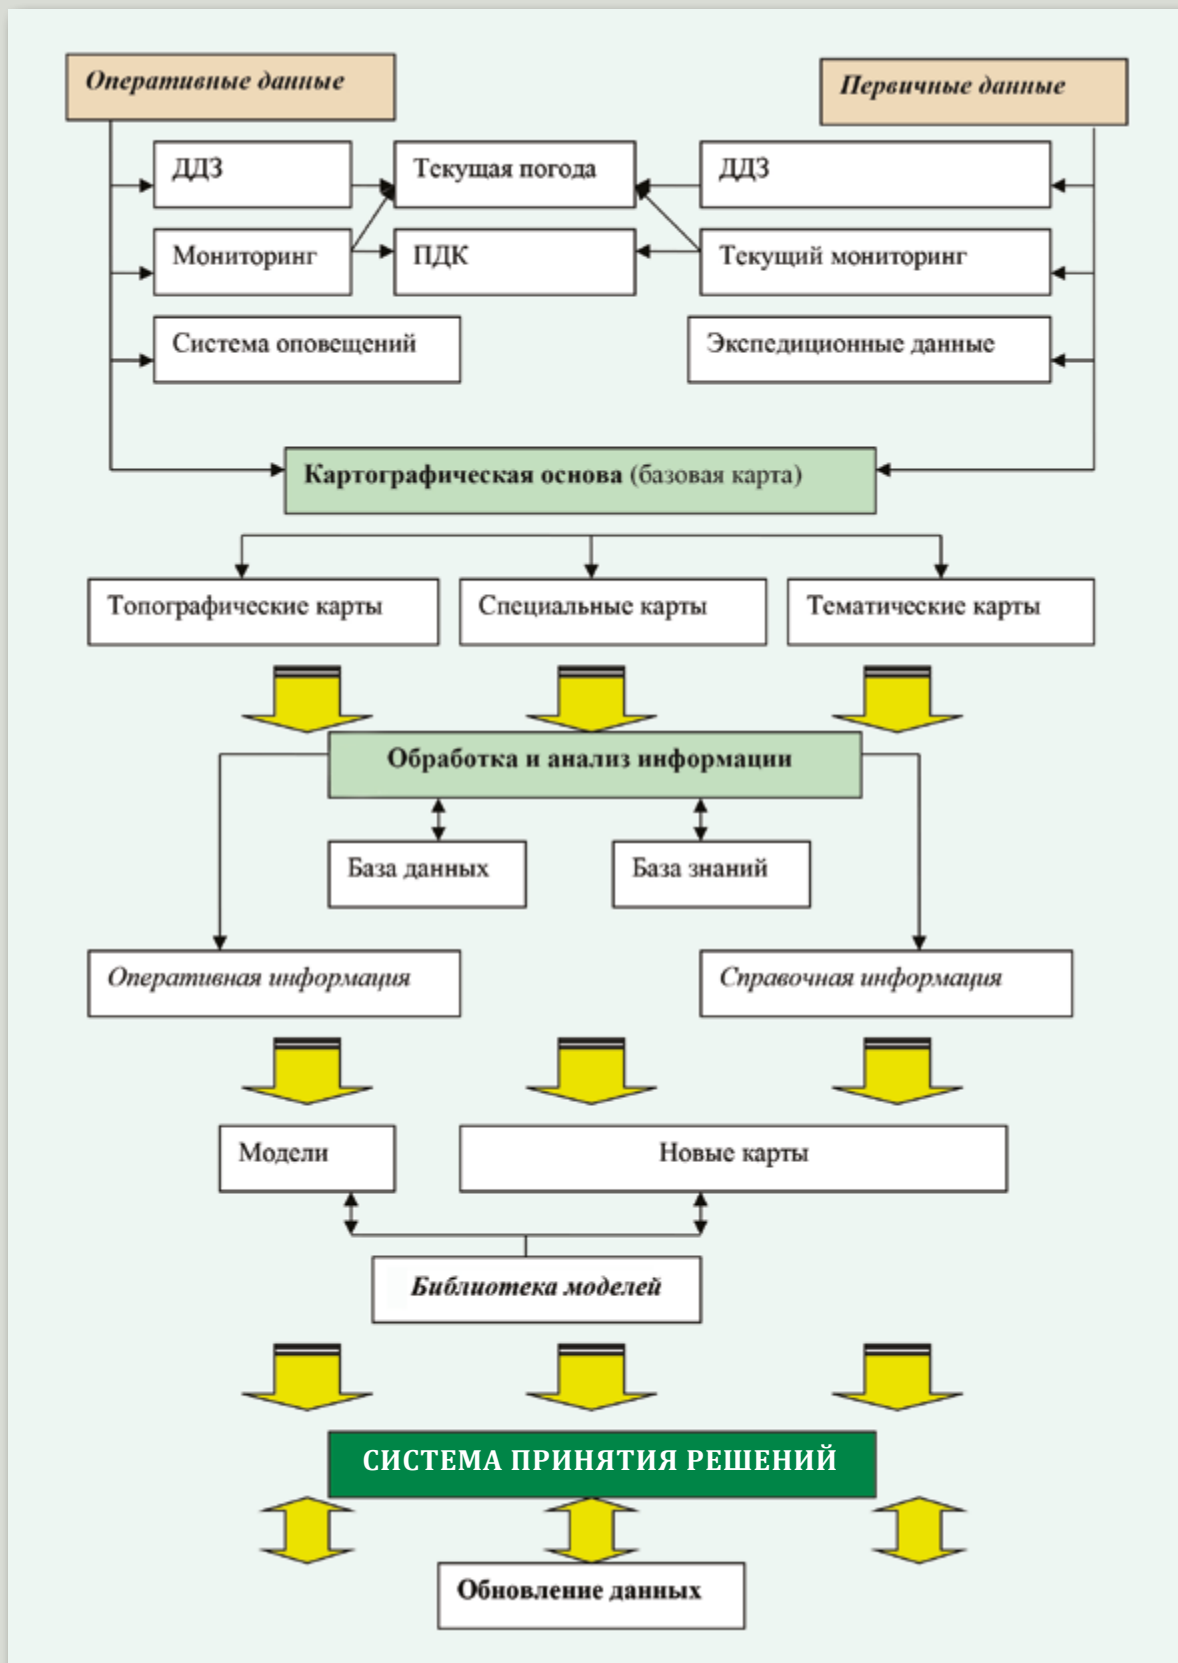 Оперативные данные
Первичные данные
ДДЗ
Текущая погода
ДДЗ
Мониторинг
ПДК
Текущий мониторинг
Система оповещений
Экспедиционные данные
Картографическая основа (базовая карта)
Топографические карты
Специальные карты
Тематические карты
Обработка и анализ информации
База данных
База знаний
Оперативная информация
Справочная информация
Модели
Новые карты
Библиотека моделей
СИСТЕМА ПРИНЯТИЯ РЕШЕНИЙ
Обновление данных